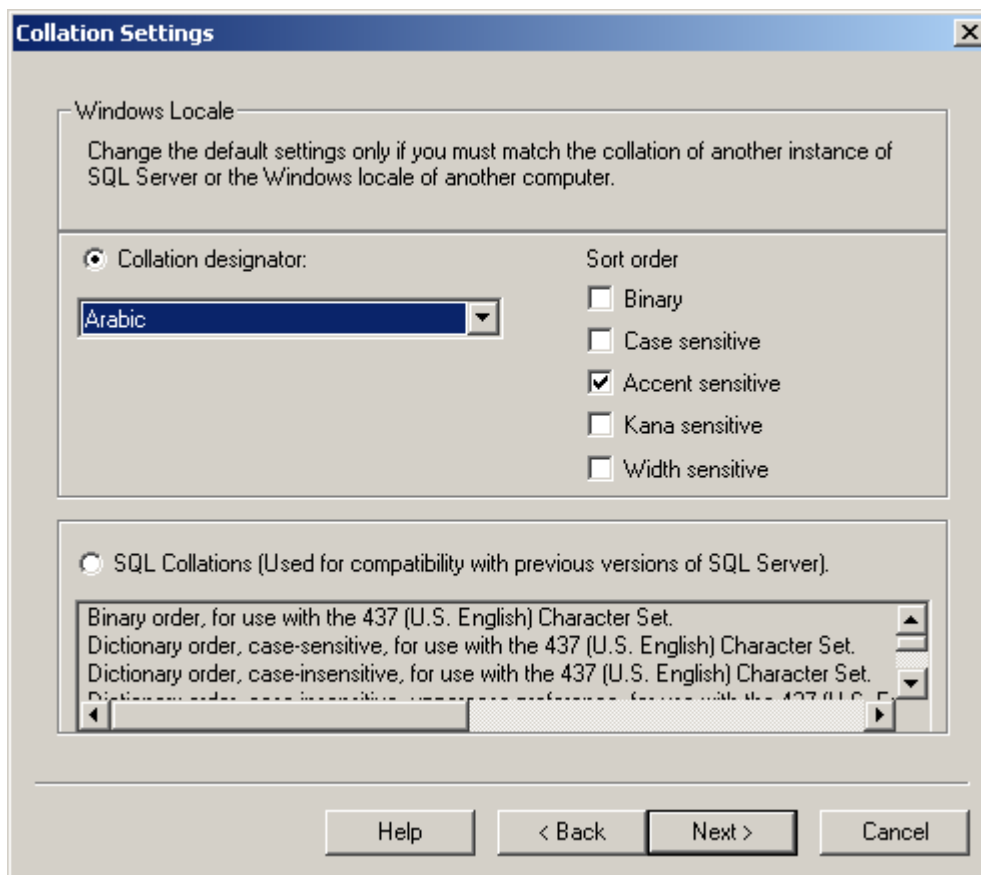 Collation Settings
Windows Locale
Change the default settings only if you must match the collation of another instance of
SQL Server or the Windows locale of another computer.
Collation designator:
Arabic
Sort order
Binary
Case sensitive
Accent sensitive
Kana sensitive
Width sensitive
SQL Collations (Used for compatibility with previous versions of SQL Server).
Binary order, for use with the 437 (U.S. English) Character Set.
Dictionary order, case-sensitive, for use with the 437 (U.S. English) Character Set.
Dictionary order, case-insensitive, for use with the 437 (U.S. English) Character Set.
Help
< Back
Next >
Cancel